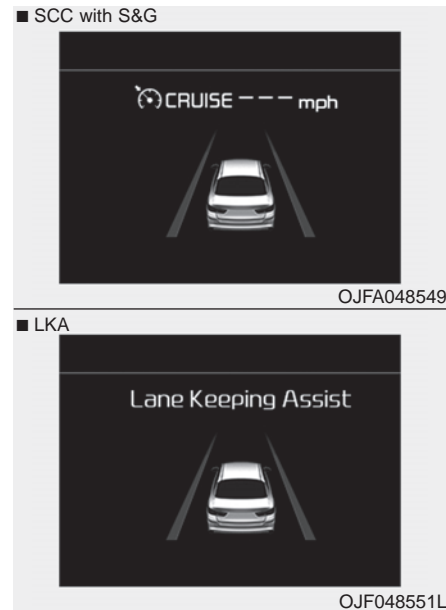 ■ SCC with S&G
CRUISE – – – mph
OJFA048549
■ LKA
Lane Keeping Assist
OJF048551L